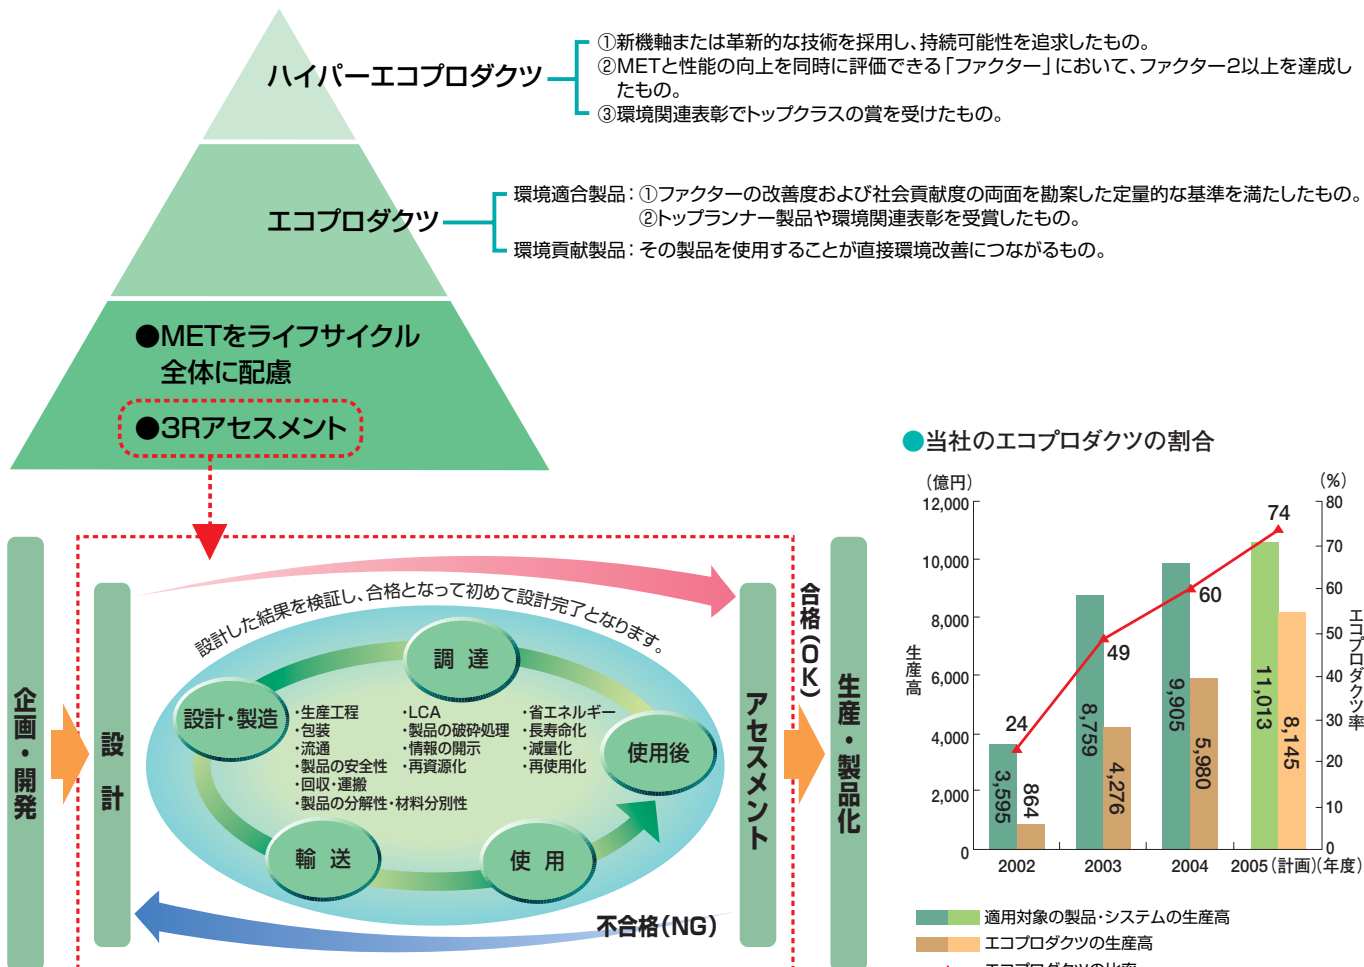 ハイパーエコプロダクツ
①新機軸または革新的な技術を採用し、持続可能性を追求したもの。
②METと性能の向上を同時に評価できる「ファクター」において、ファクター2以上を達成し
たもの。
③環境関連表彰でトップクラスの賞を受けたもの。
エコプロダクツ
環境適合製品：①ファクターの改善度および社会貢献度の両面を勘案した定量的な基準を満たしたもの。
②トップランナー製品や環境関連表彰を受賞したもの。
環境貢献製品：その製品を使用することが直接環境改善につながるもの。
●METをライフサイクル
全体に配慮
●3Rアセスメント
企画・開発
設計
設計した結果を検証し、合格となって初めて設計完了となります。
調達
設計・製造
使用後
輸送
使用
・生産工程
・包装
・流通
・製品の安全性
・回収・運搬
・製品の分解性・材料分別性
・LCA
・製品の破砕処理
・情報の開示
・再資源化
・省エネルギー
・長寿命化
・減量化
・再使用化
アセスメント
合格(OK)
不合格(NG)
生産・製品化
●当社のエコプロダクツの割合
(億円)
(%)
12,000
10,000
8,000
6,000
4,000
2,000
0
生産高
80
70
60
50
40
30
20
10
0
エコプロダクツ率
24
49
60
74
3,595
864
8,759
4,276
9,905
5,980
11,013
8,145
2002
2003
2004
2005(計画)(年度)
適用対象の製品・システムの生産高
エコプロダクツの生産高
エコプロダクツの比率